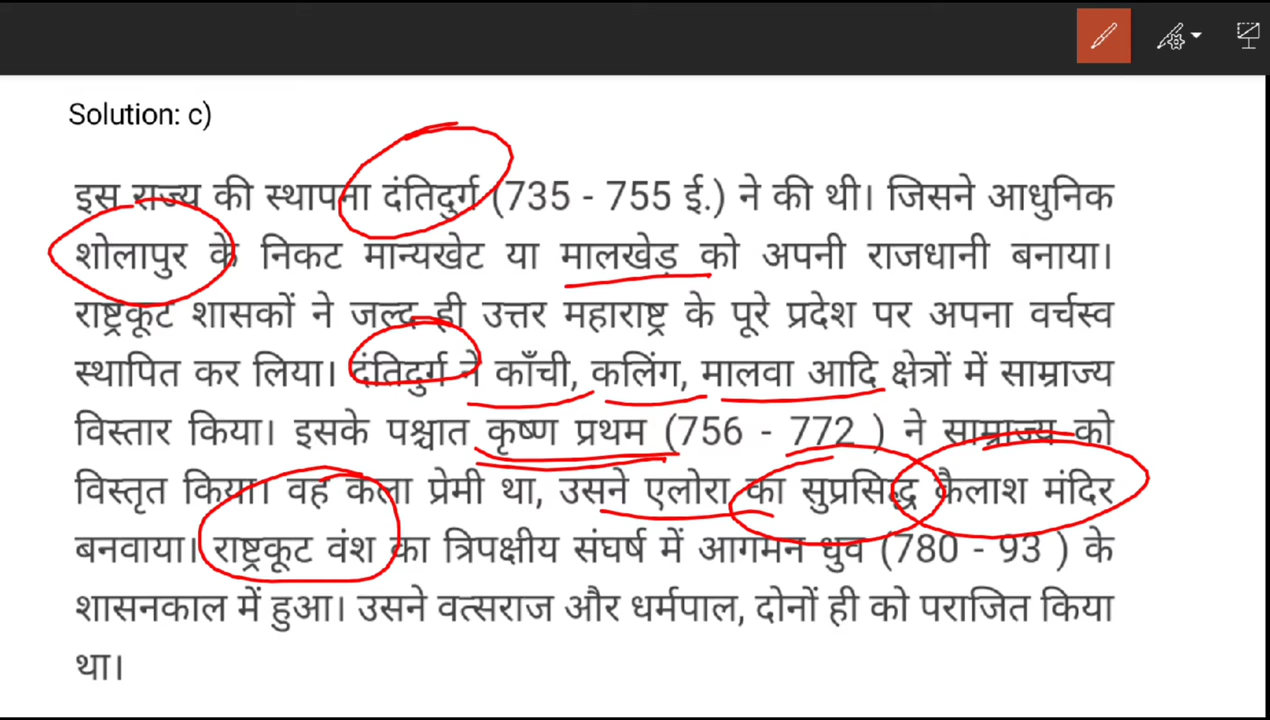 Solution: c)
इस राज्य की स्थापना दंतिदुर्ग (735 - 755 ई.) ने की थी। जिसने आधुनिक
शोलापुर के निकट मान्यखेट या मालखेड़ को अपनी राजधानी बनाया।
राष्ट्रकूट शासकों ने जल्द ही उत्तर महाराष्ट्र के पूरे प्रदेश पर अपना वर्चस्व
स्थापित कर लिया। दंतिदुर्ग ने काँची, कलिंग, मालवा आदि क्षेत्रों में साम्राज्य
विस्तार किया। इसके पश्चात कृष्ण प्रथम (756 - 772 ) ने साम्राज्य को
विस्तृत किया। वह कला प्रेमी था, उसने एलोरा का सुप्रसिद्ध कैलाश मंदिर
बनवाया। राष्ट्रकूट वंश का त्रिपक्षीय संघर्ष में आगमन धुव (780 - 93 ) के
शासनकाल में हुआ। उसने वत्सराज और धर्मपाल, दोनों ही को पराजित किया
था।